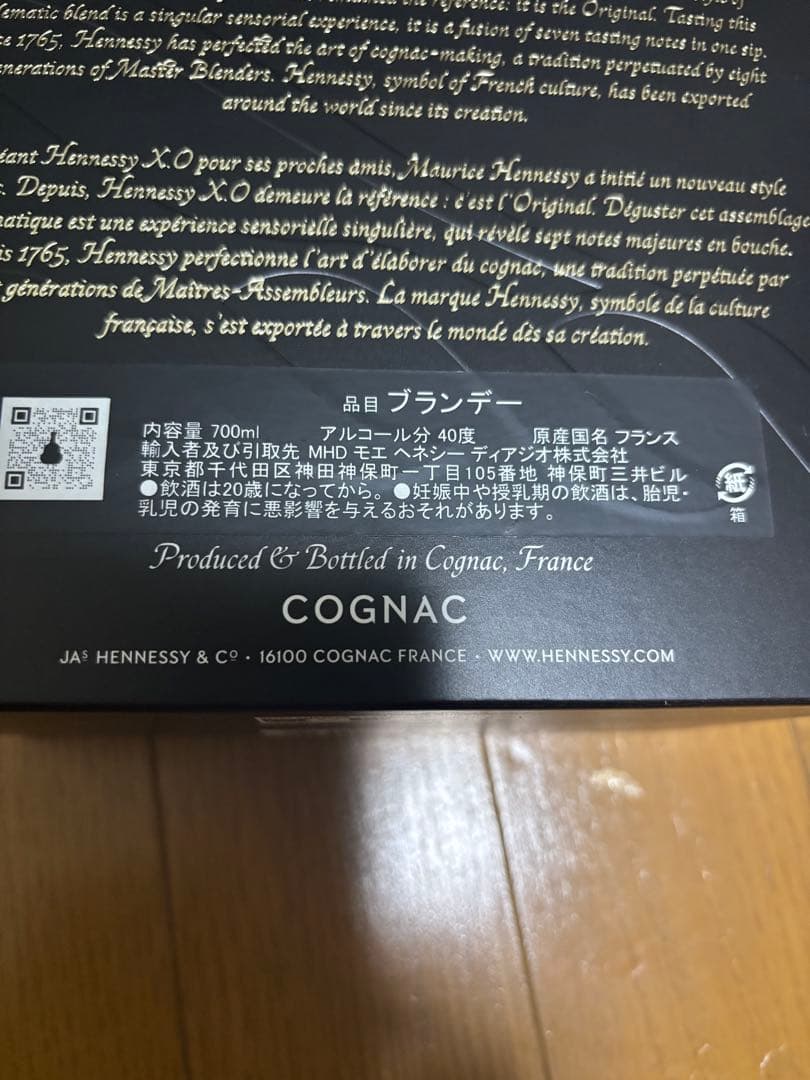 the reference: it is the Original. Tasting this
blend is a singular sensorial experience, it is a fusion of seven tasting notes in one sip.
1765, Hennessy has perfected the art of cognac-making, a tradition perpetuated by eight
generations of Master Blenders. Hennessy, symbol of French culture, has been exported
around the world since its creation.
Hennessy X.O pour ses proches amis, Maurice Hennessy a initié un nouveau style
. Depuis, Hennessy X.O demeure la référence : c'est l'Original. Déguster cet assemblage
est une expérience sensorielle singulière, qui révèle sept notes majeures en bouche.
1765, Hennessy perfectionne l'art d'élaborer du cognac, une tradition perpétuée par
générations de Maîtres-Assembleurs. La marque Hennessy, symbole de la culture
française, s'est exportée à travers le monde dès sa création.
品目 ブランデー
内容量 700ml アルコール分 40度 原産国名 フランス
輸入者及び引取先 MHD モエ ヘネシー ディアジオ株式会社
東京都千代田区神田神保町一丁目105番地 神保町三井ビル
●飲酒は20歳になってから。●妊娠中や授乳期の飲酒は、胎児・
乳児の発育に悪影響を与えるおそれがあります。
紙
箱
Produced & Bottled in Cognac, France
COGNAC
JAS HENNESSY & CO · 16100 COGNAC FRANCE · WWW.HENNESSY.COM